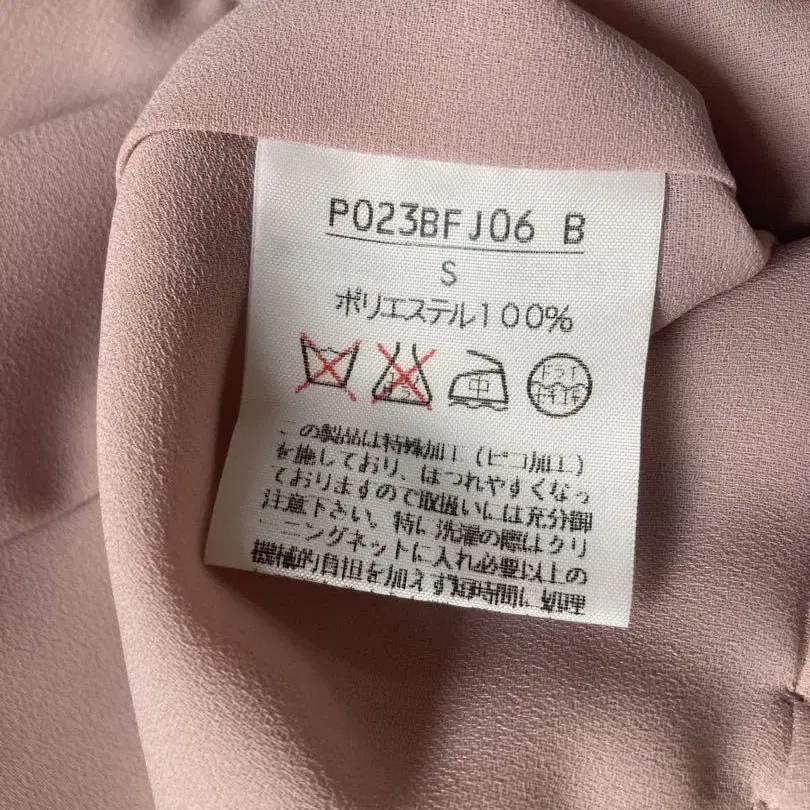 P023BFJ06 B
S
ポリエステル100%
中
ドライ
この製品は特殊加工(ピコ加工)
を施しており、ほつれやすくなっ
ておりますので取扱いには充分御
注意下さい。特に洗濯の際はクリ
ーニングネットに入れ必要以上の
機械的負担を加えず短時間に処理